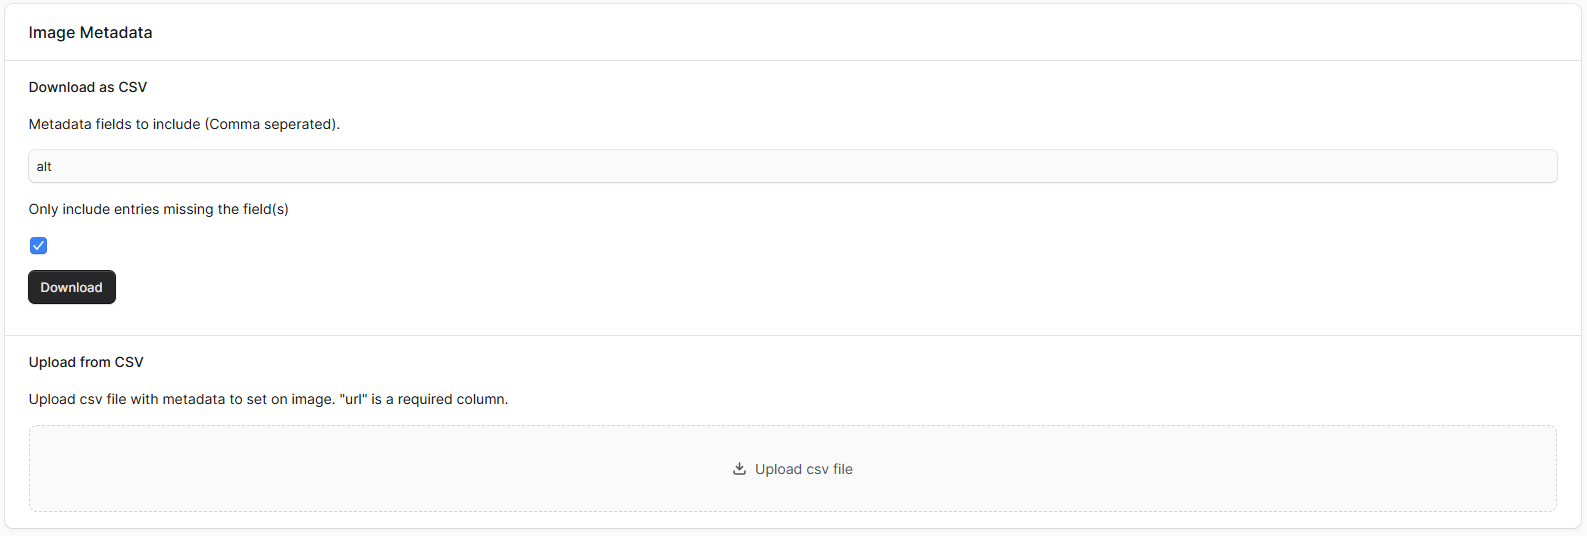 Image Metadata
Download as CSV
Metadata fields to include (Comma seperated).
alt
Only include entries missing the field(s)
Download
Upload from CSV
Upload csv file with metadata to set on image. "url" is a required column.
Upload csv file